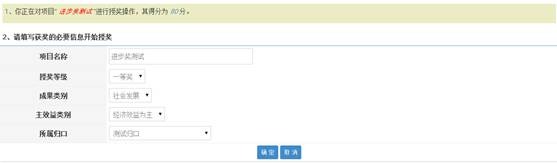 1、你正在对项目“ 进步奖测试 ”进行授奖操作，其得分为 80 分 。
2、请填写获奖的必要信息开始授奖
项目名称 进步奖测试
授奖等级 一等奖
成果类别 社会发展
主效益类别 经济效益为主
所属归口 测试归口
确 定 取 消